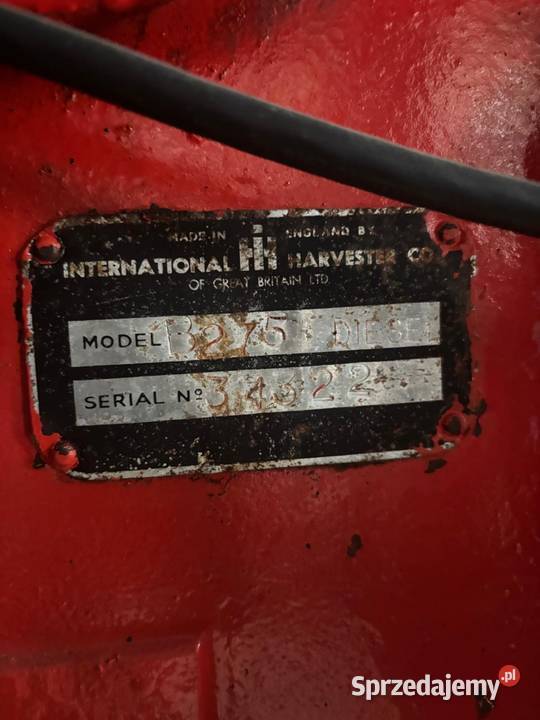 MADE IN IH ENGLAND BY
INTERNATIONAL HARVESTER CO
OF GREAT BRITAIN LTD
MODEL B275 DIESEL
SERIAL Nº 34322
Sprzedajemy.pl